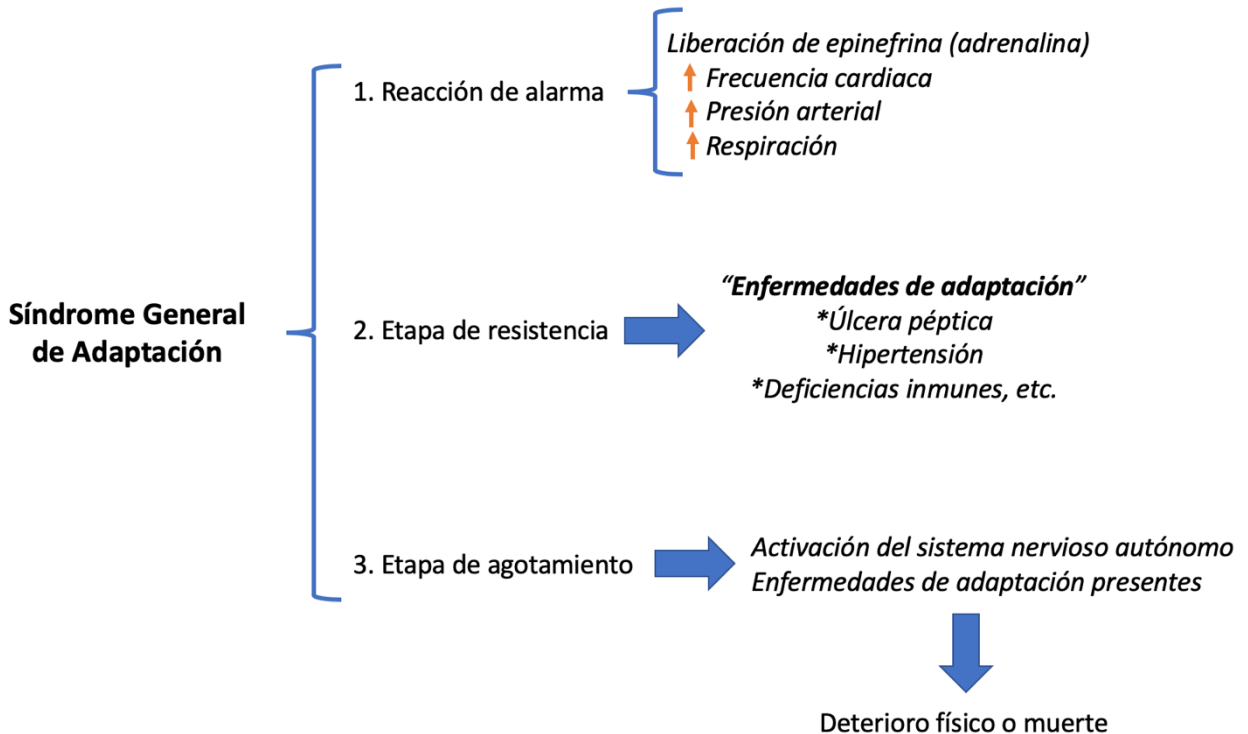 Síndrome General
de Adaptación
1. Reacción de alarma
Liberación de epinefrina (adrenalina)
Frecuencia cardiaca
Presión arterial
Respiración
2. Etapa de resistencia
“Enfermedades de adaptación”
*Úlcera péptica
*Hipertensión
*Deficiencias inmunes, etc.
3. Etapa de agotamiento
Activación del sistema nervioso autónomo
Enfermedades de adaptación presentes
Deterioro físico o muerte